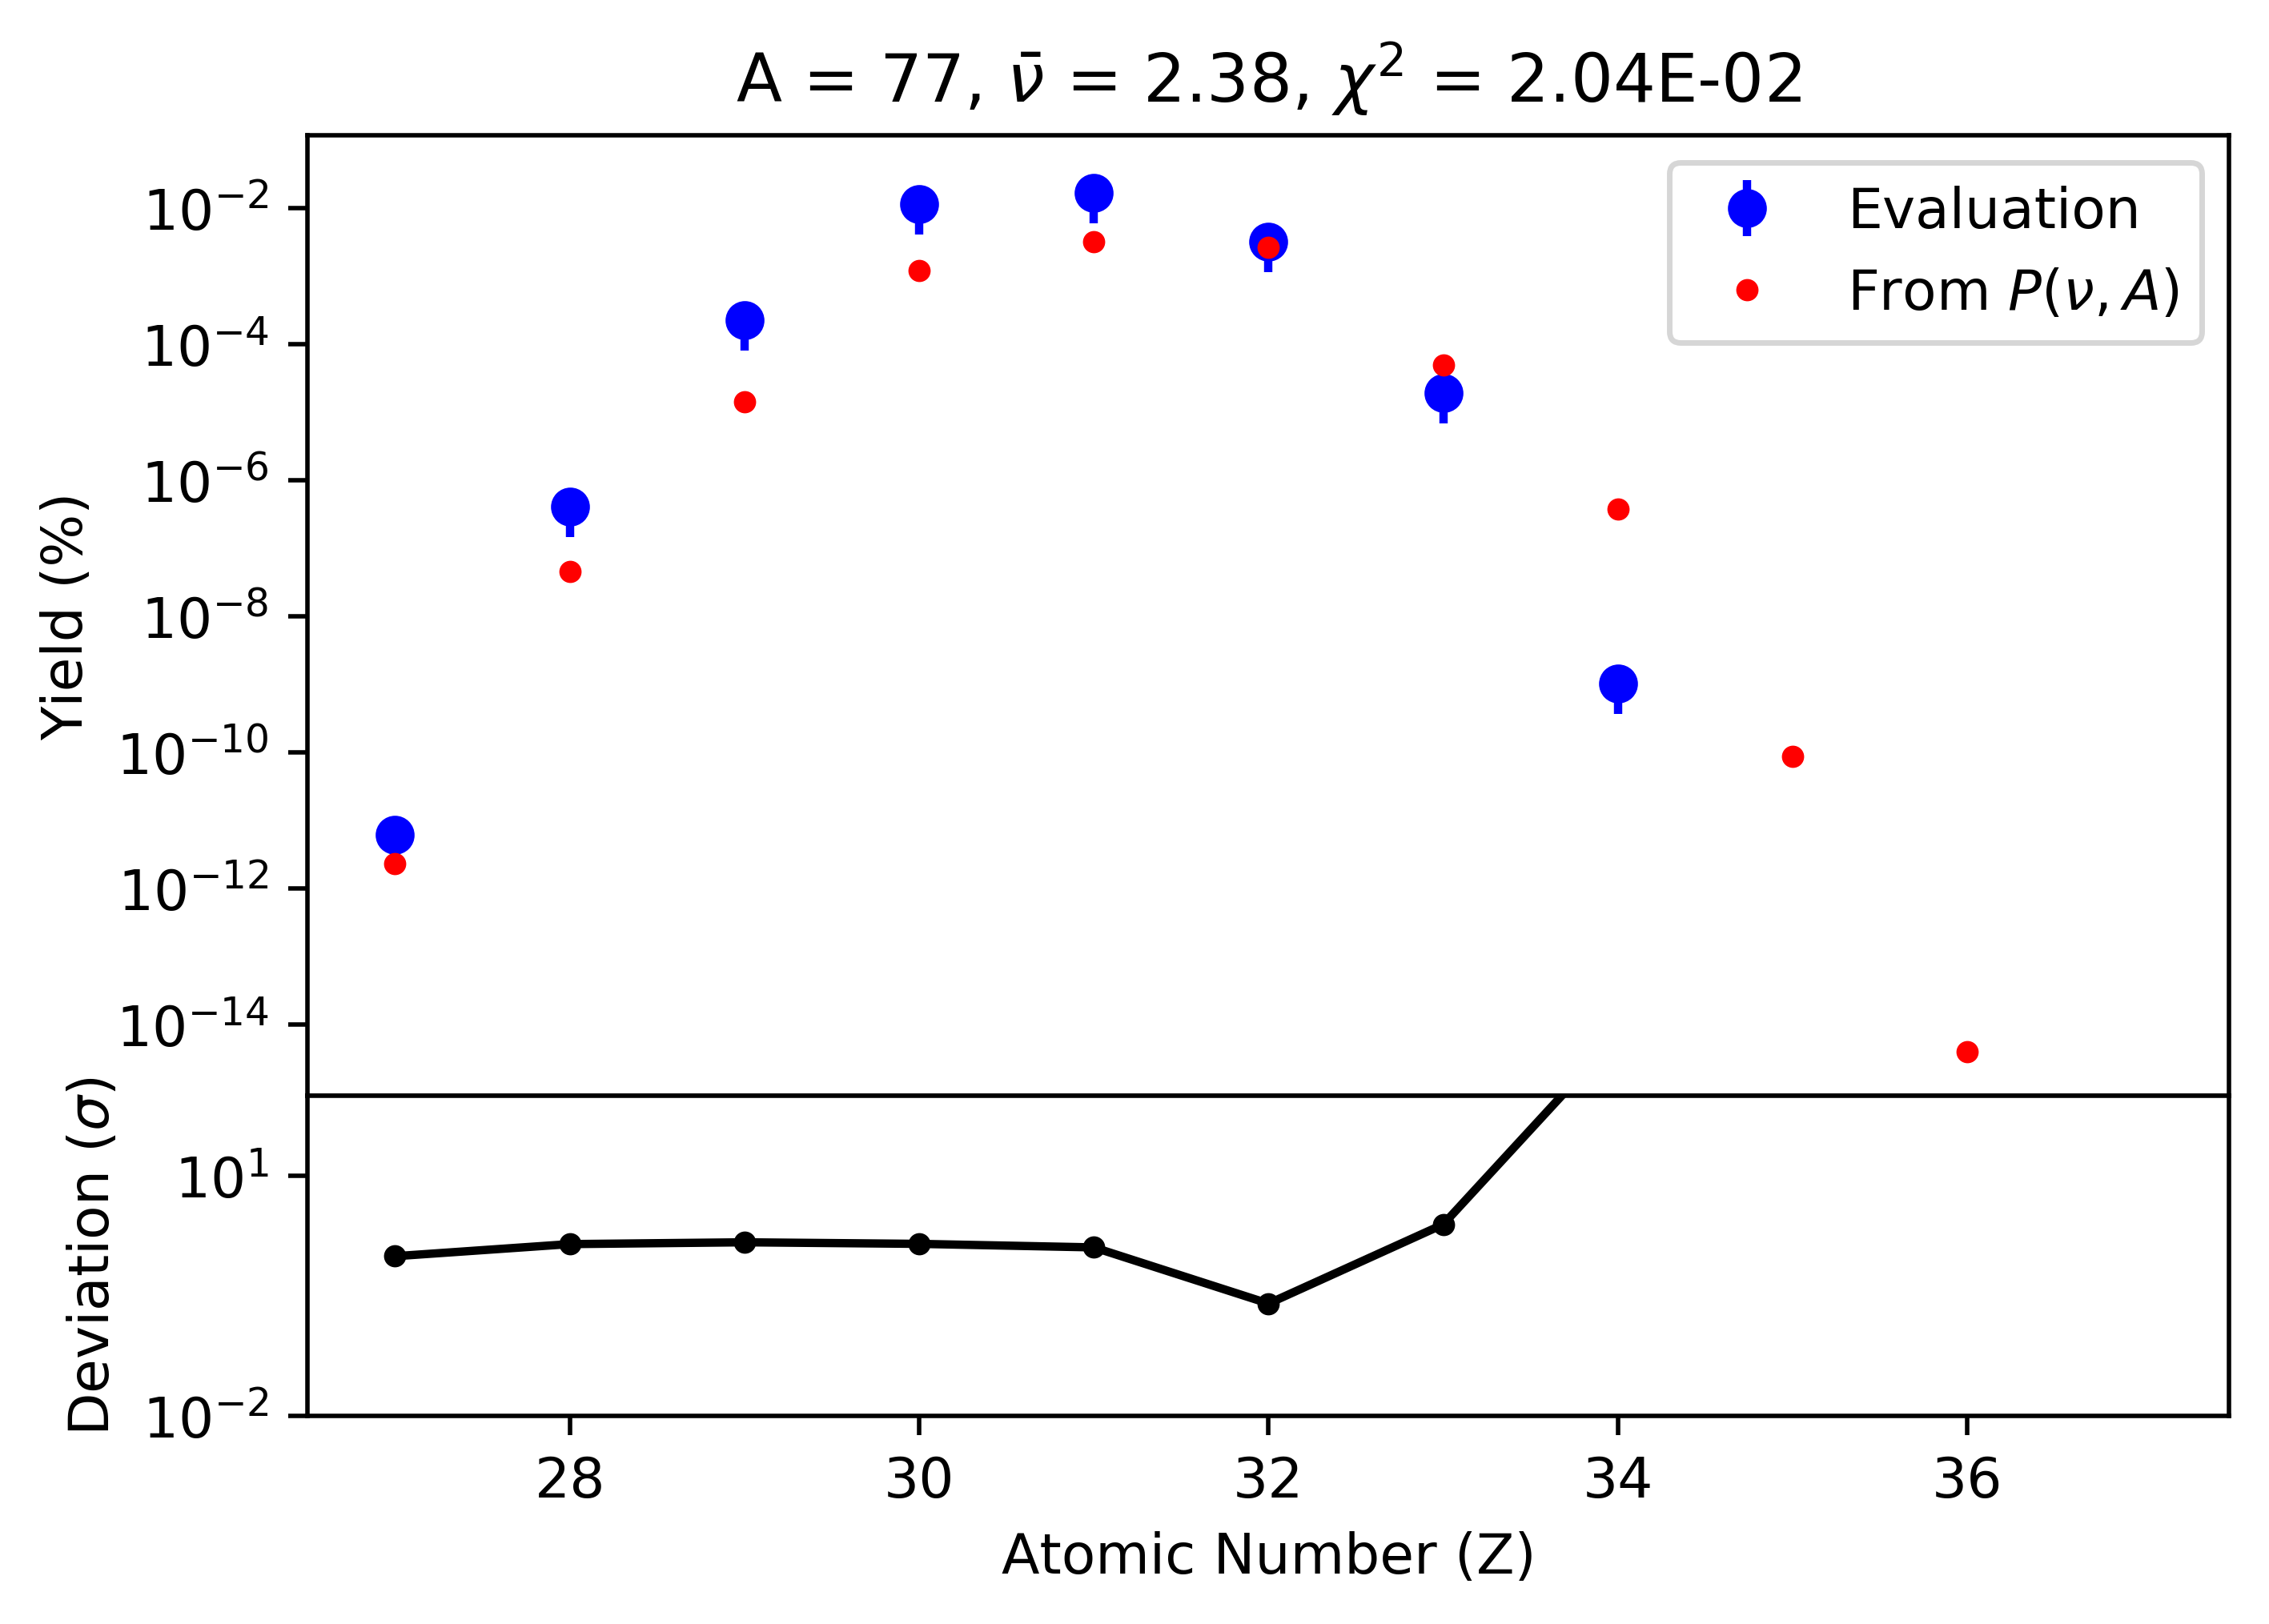 A = 77, ν̄ = 2.38, χ² = 2.04E-02
Evaluation
From P(ν, A)
Yield (%)
10⁻²
10⁻⁴
10⁻⁶
10⁻⁸
10⁻¹⁰
10⁻¹²
10⁻¹⁴
Deviation (σ)
10¹
10⁻²
28 30 32 34 36
Atomic Number (Z)